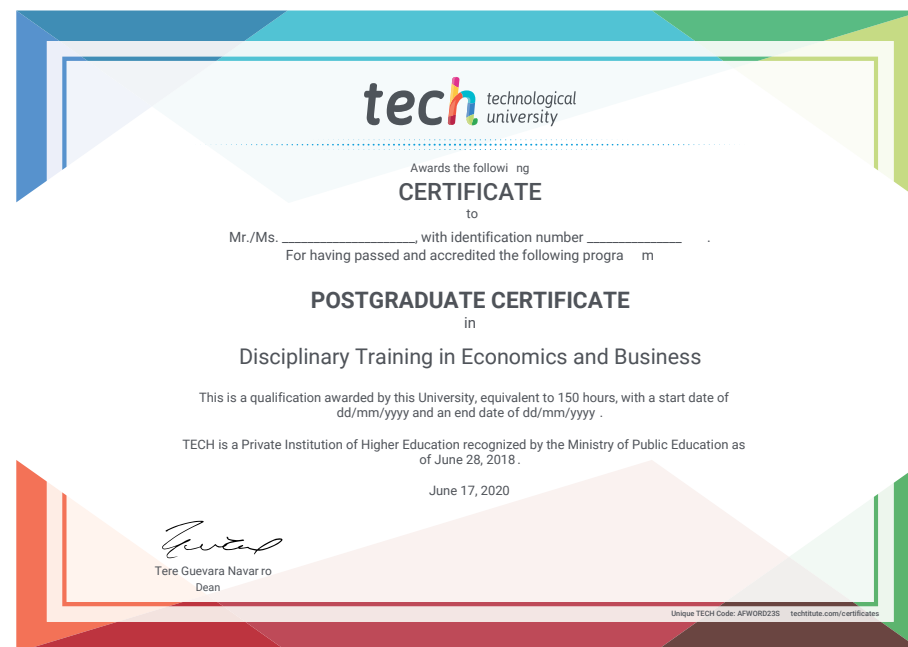 tech technological
university
Awards the followi ng
CERTIFICATE
to
Mr./Ms. ____________________, with identification number ______________ .
For having passed and accredited the following progra m
POSTGRADUATE CERTIFICATE
in
Disciplinary Training in Economics and Business
This is a qualification awarded by this University, equivalent to 150 hours, with a start date of
dd/mm/yyyy and an end date of dd/mm/yyyy .
TECH is a Private Institution of Higher Education recognized by the Ministry of Public Education as
of June 28, 2018 .
June 17, 2020
Tere Guevara Navar ro
Dean
Unique TECH Code: AFWORD23S techtitute.com/certificates